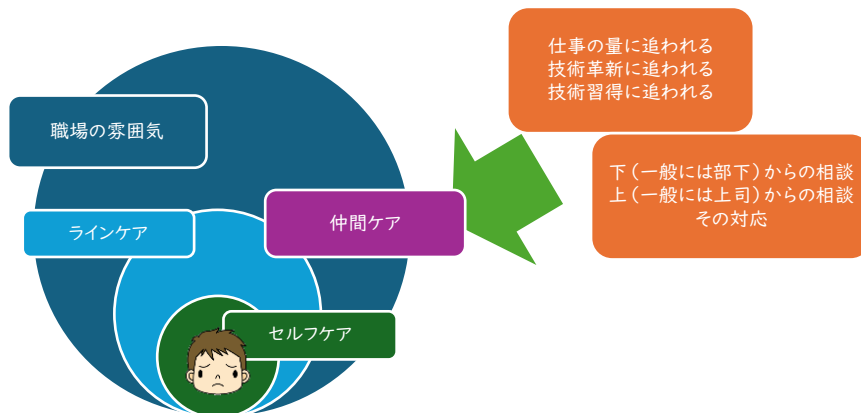 仕事の量に追われる
技術革新に追われる
技術習得に追われる
職場の雰囲気
下（一般には部下）からの相談
上（一般には上司）からの相談
その対応
ラインケア
仲間ケア
セルフケア